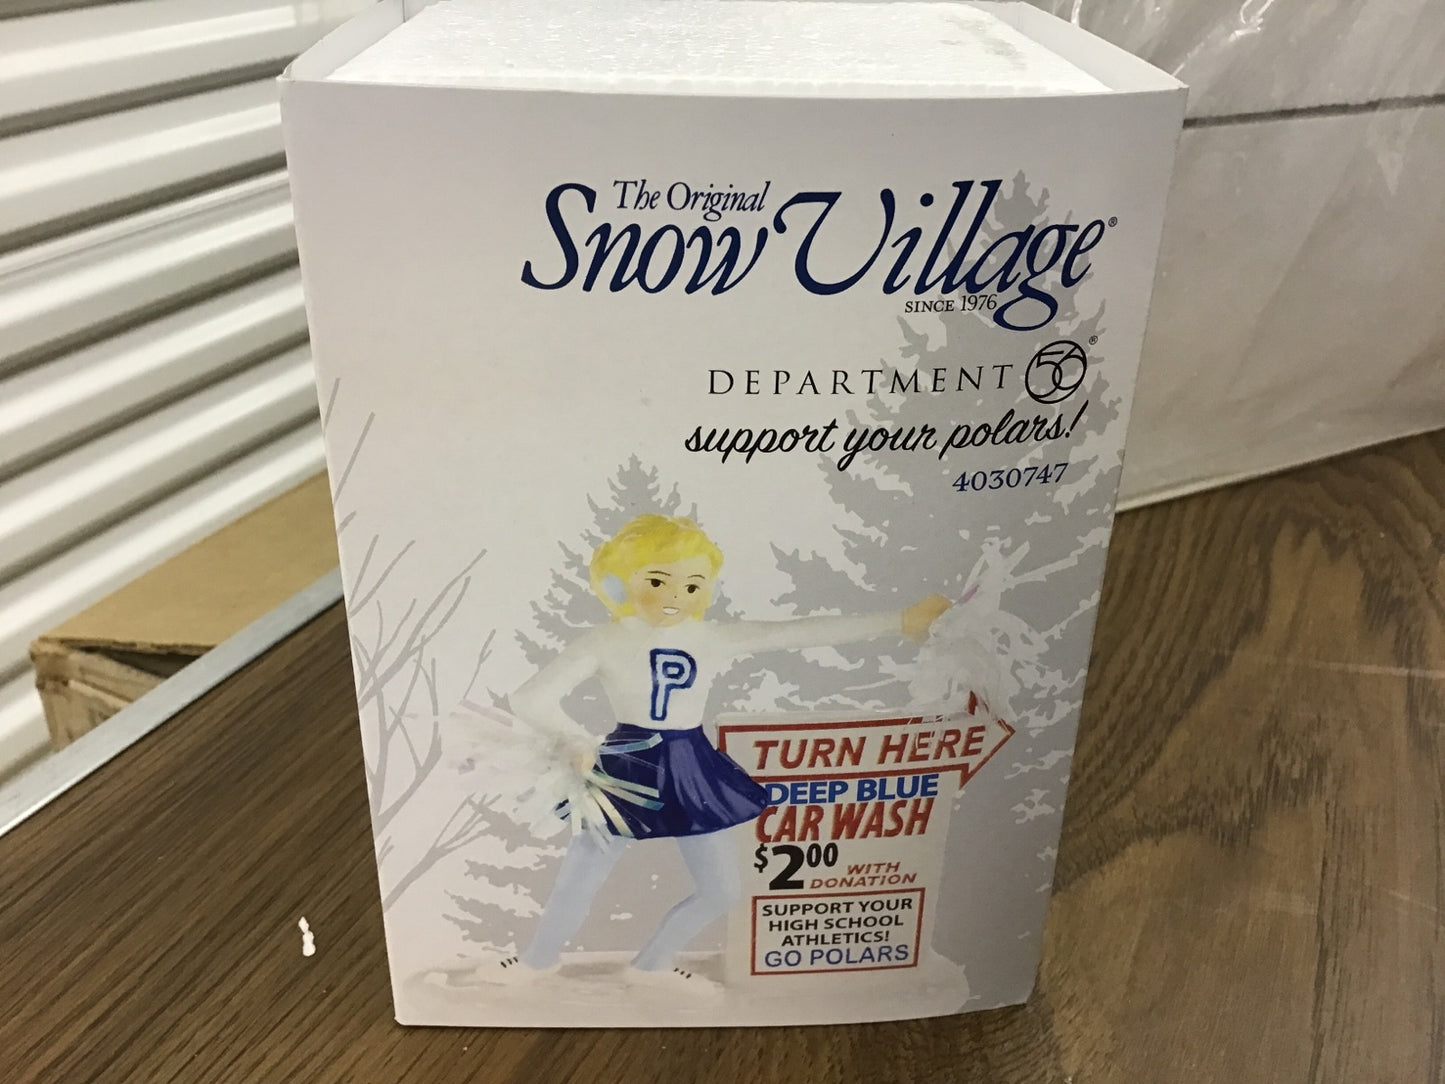 The Original
Snow Village®
SINCE 1976
DEPARTMENT 56®
support your polars!
4030747
P
TURN HERE
DEEP BLUE
CAR WASH
$2.00 WITH
DONATION
SUPPORT YOUR
HIGH SCHOOL
ATHLETICS!
GO POLARS